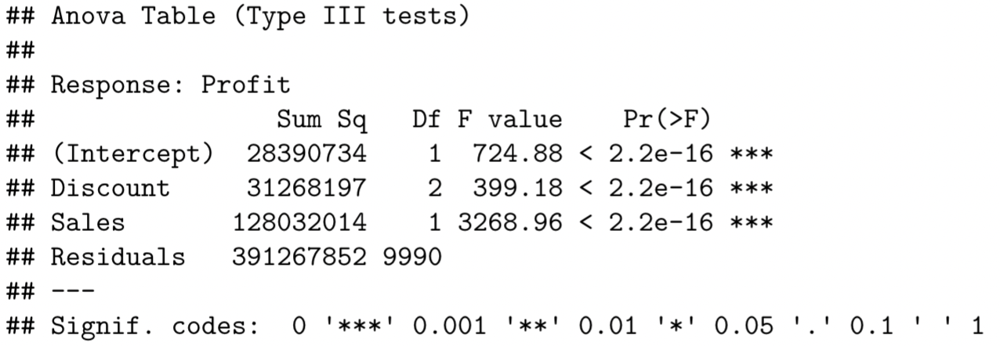 ## Anova Table (Type III tests)
##
## Response: Profit
##                Sum Sq   Df F value    Pr(>F)
## (Intercept)  28390734    1  724.88 < 2.2e-16 ***
## Discount     31268197    2  399.18 < 2.2e-16 ***
## Sales       128032014    1 3268.96 < 2.2e-16 ***
## Residuals   391267852 9990
## ---
## Signif. codes:  0 '***' 0.001 '**' 0.01 '*' 0.05 '.' 0.1 ' ' 1